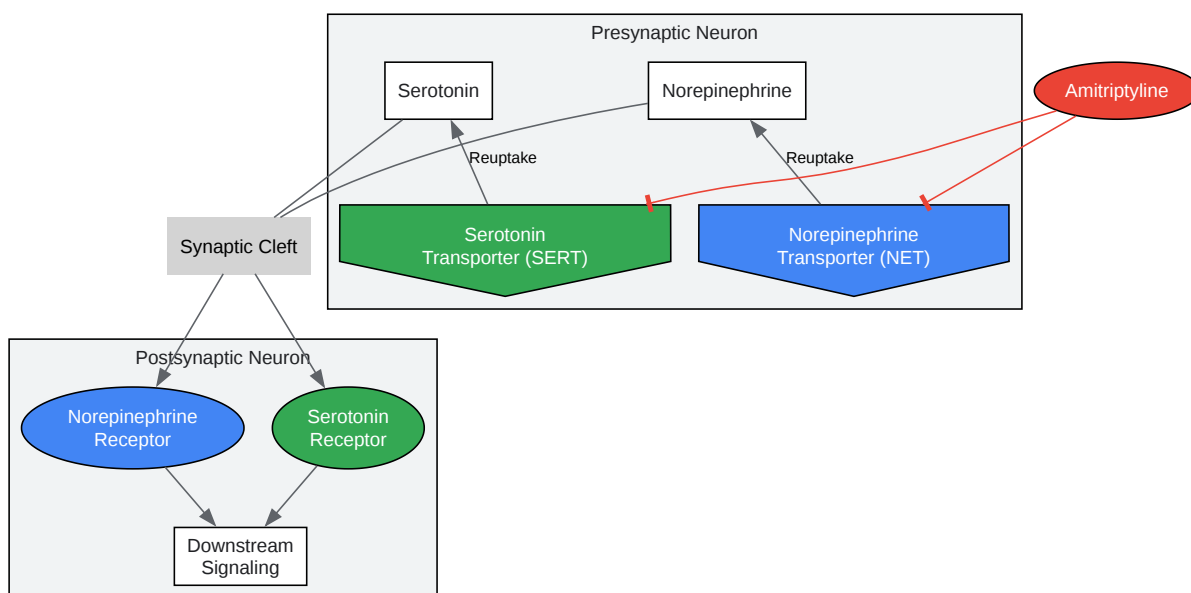 Presynaptic Neuron
Serotonin
Norepinephrine
Amitriptyline
Reuptake
Reuptake
Serotonin
Transporter (SERT)
Norepinephrine
Transporter (NET)
Synaptic Cleft
Postsynaptic Neuron
Norepinephrine
Receptor
Serotonin
Receptor
Downstream
Signaling